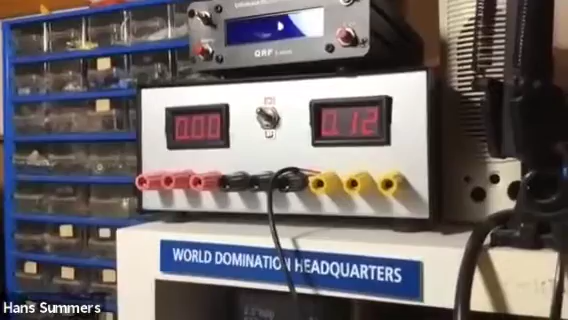 QRP
0.00
0.12
WORLD DOMINATION HEADQUARTERS
Hans Summers